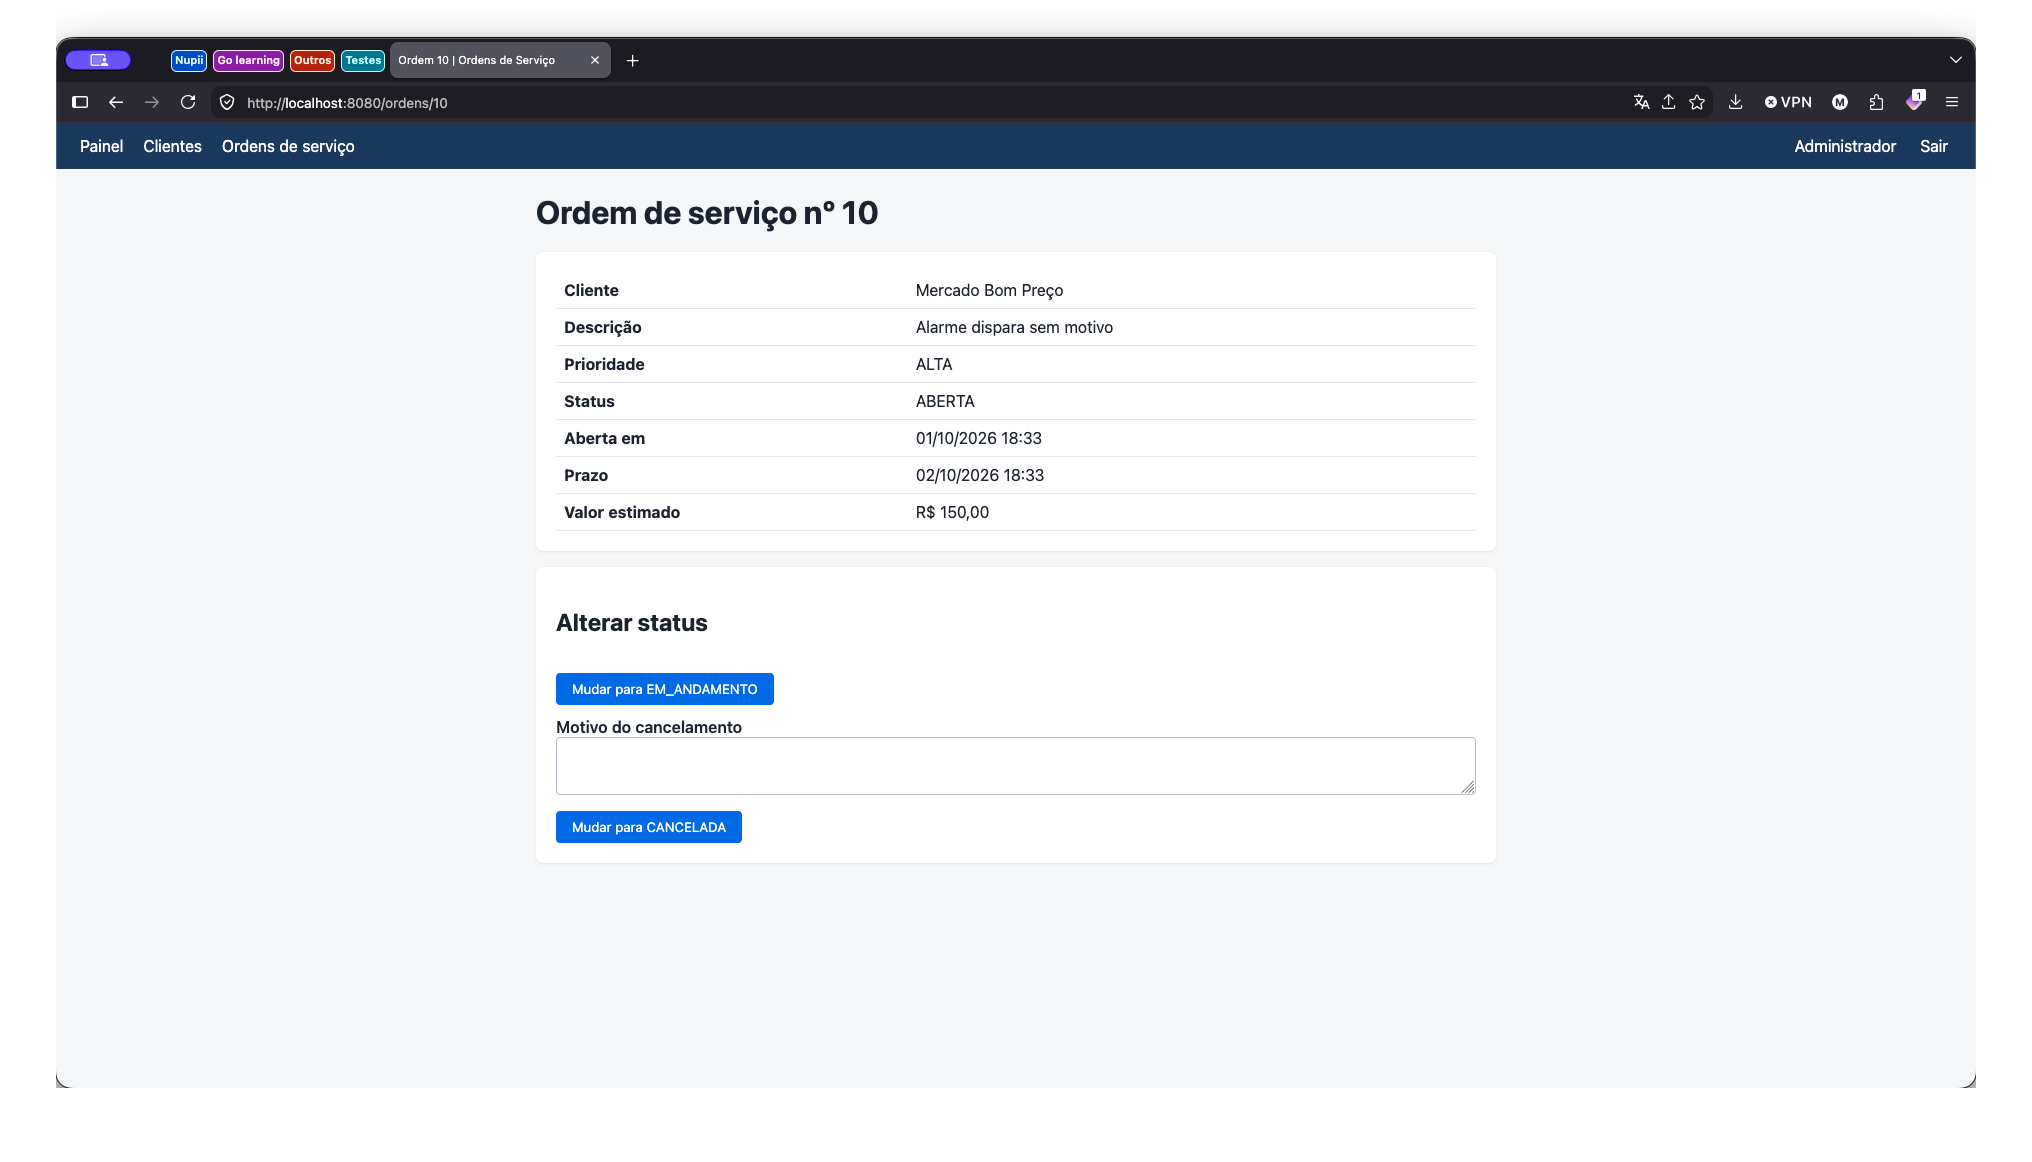 Nupii Go learning Outros Testes Ordem 10 | Ordens de Serviço
http://localhost:8080/ordens/10 VPN M 1
Painel Clientes Ordens de serviço Administrador Sair
Ordem de serviço nº 10
Cliente Mercado Bom Preço
Descrição Alarme dispara sem motivo
Prioridade ALTA
Status ABERTA
Aberta em 01/10/2026 18:33
Prazo 02/10/2026 18:33
Valor estimado R$ 150,00
Alterar status
Mudar para EM_ANDAMENTO
Motivo do cancelamento
Mudar para CANCELADA